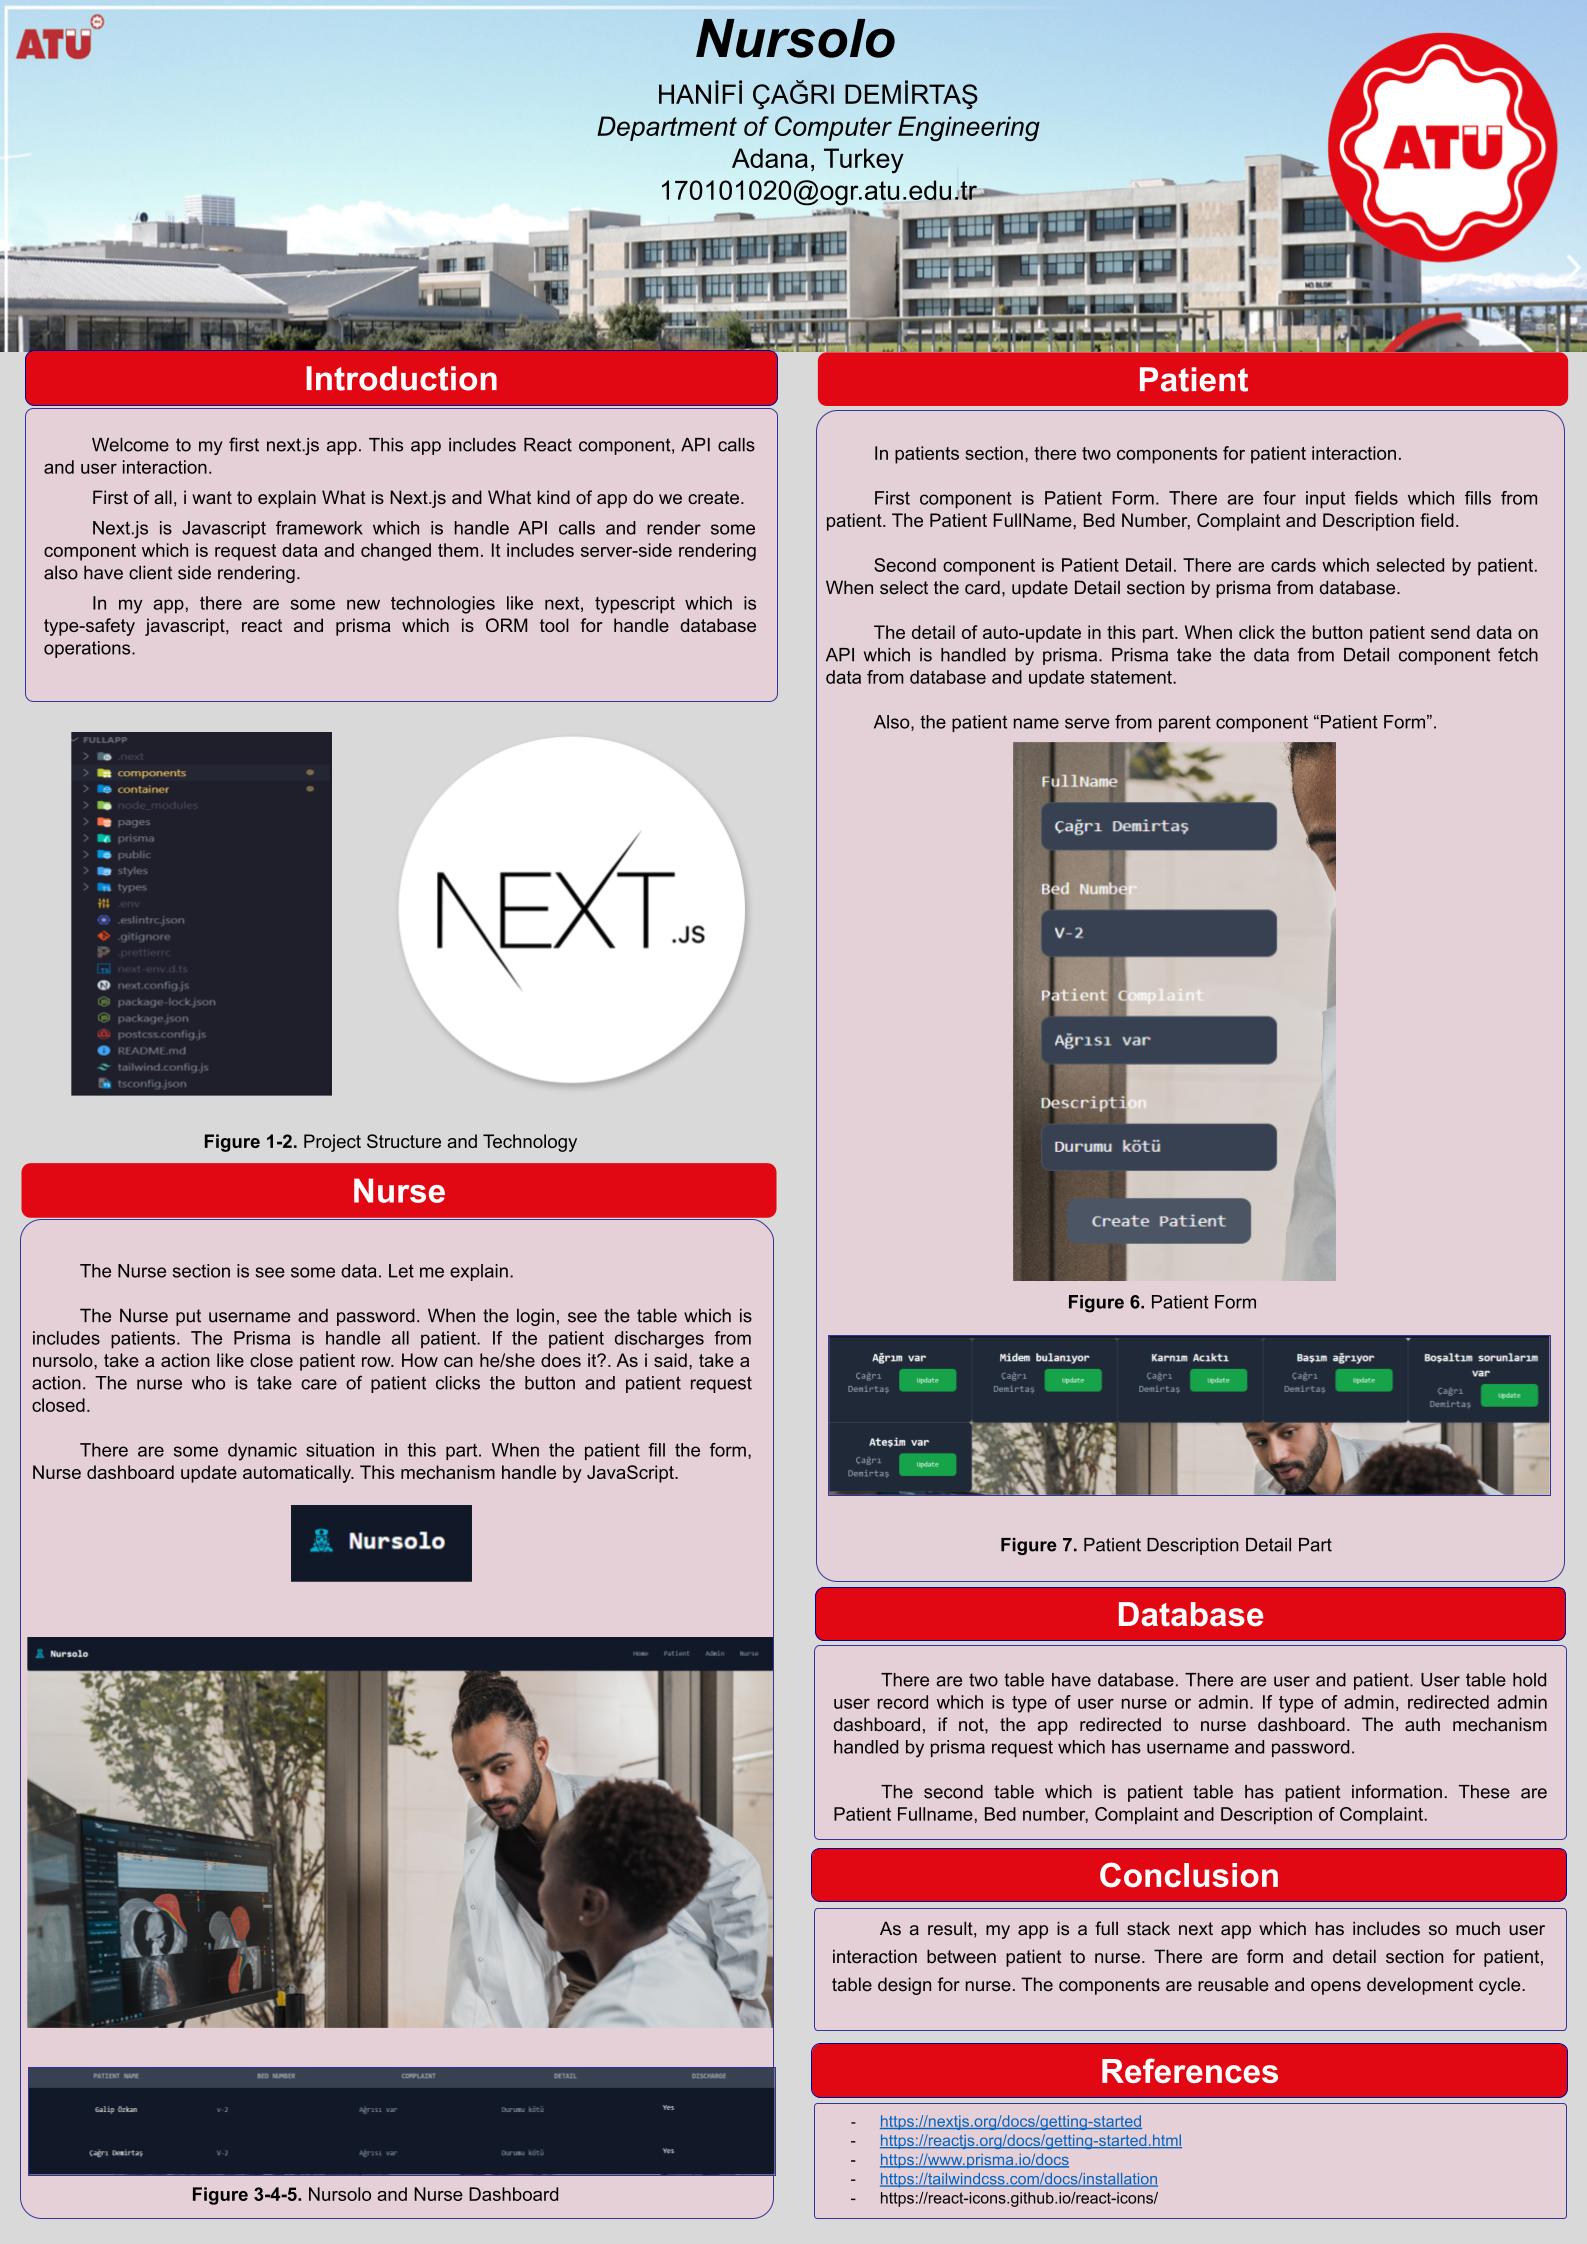 ATÜ
Nursolo
HANİFİ ÇAĞRI DEMİRTAŞ
Department of Computer Engineering
Adana, Turkey
170101020@ogr.atu.edu.tr
ATÜ
Introduction
Welcome to my first next.js app. This app includes React component, API calls
and user interaction.
First of all, i want to explain What is Next.js and What kind of app do we create.
Next.js is Javascript framework which is handle API calls and render some
component which is request data and changed them. It includes server-side rendering
also have client side rendering.
In my app, there are some new technologies like next, typescript which is
type-safety javascript, react and prisma which is ORM tool for handle database
operations.
FULLAPP
.next
components
container
node_modules
pages
prisma
public
styles
types
.env
.eslintrc.json
.gitignore
.prettierrc
next-env.d.ts
next.config.js
package-lock.json
package.json
postcss.config.js
README.md
tailwind.config.js
tsconfig.json
NEXT.JS
Figure 1-2. Project Structure and Technology
Nurse
The Nurse section is see some data. Let me explain.
The Nurse put username and password. When the login, see the table which is
includes patients. The Prisma is handle all patient. If the patient discharges from
nursolo, take a action like close patient row. How can he/she does it?. As i said, take a
action. The nurse who is take care of patient clicks the button and patient request
closed.
There are some dynamic situation in this part. When the patient fill the form,
Nurse dashboard update automatically. This mechanism handle by JavaScript.
Nursolo
Nursolo Home Patient Admin Nurse
PATIENT NAME BED NUMBER COMPLAINT DETAIL DISCHARGE
Galip Özkan v-2 Ağrısı var Durumu kötü Yes
Çağrı Demirtaş V-2 Ağrısı var Durumu kötü Yes
Figure 3-4-5. Nursolo and Nurse Dashboard
Patient
In patients section, there two components for patient interaction.
First component is Patient Form. There are four input fields which fills from
patient. The Patient FullName, Bed Number, Complaint and Description field.
Second component is Patient Detail. There are cards which selected by patient.
When select the card, update Detail section by prisma from database.
The detail of auto-update in this part. When click the button patient send data on
API which is handled by prisma. Prisma take the data from Detail component fetch
data from database and update statement.
Also, the patient name serve from parent component “Patient Form”.
FullName
Çağrı Demirtaş
Bed Number
V-2
Patient Complaint
Ağrısı var
Description
Durumu kötü
Create Patient
Figure 6. Patient Form
Ağrım var
Çağrı
Demirtaş
Update
Midem bulanıyor
Çağrı
Demirtaş
Update
Karnım Acıktı
Çağrı
Demirtaş
Update
Başım ağrıyor
Çağrı
Demirtaş
Update
Boşaltım sorunlarım
var
Çağrı
Demirtaş
Update
Ateşim var
Çağrı
Demirtaş
Update
Figure 7. Patient Description Detail Part
Database
There are two table have database. There are user and patient. User table hold
user record which is type of user nurse or admin. If type of admin, redirected admin
dashboard, if not, the app redirected to nurse dashboard. The auth mechanism
handled by prisma request which has username and password.
The second table which is patient table has patient information. These are
Patient Fullname, Bed number, Complaint and Description of Complaint.
Conclusion
As a result, my app is a full stack next app which has includes so much user
interaction between patient to nurse. There are form and detail section for patient,
table design for nurse. The components are reusable and opens development cycle.
References
- https://nextjs.org/docs/getting-started
- https://reactjs.org/docs/getting-started.html
- https://www.prisma.io/docs
- https://tailwindcss.com/docs/installation
- https://react-icons.github.io/react-icons/